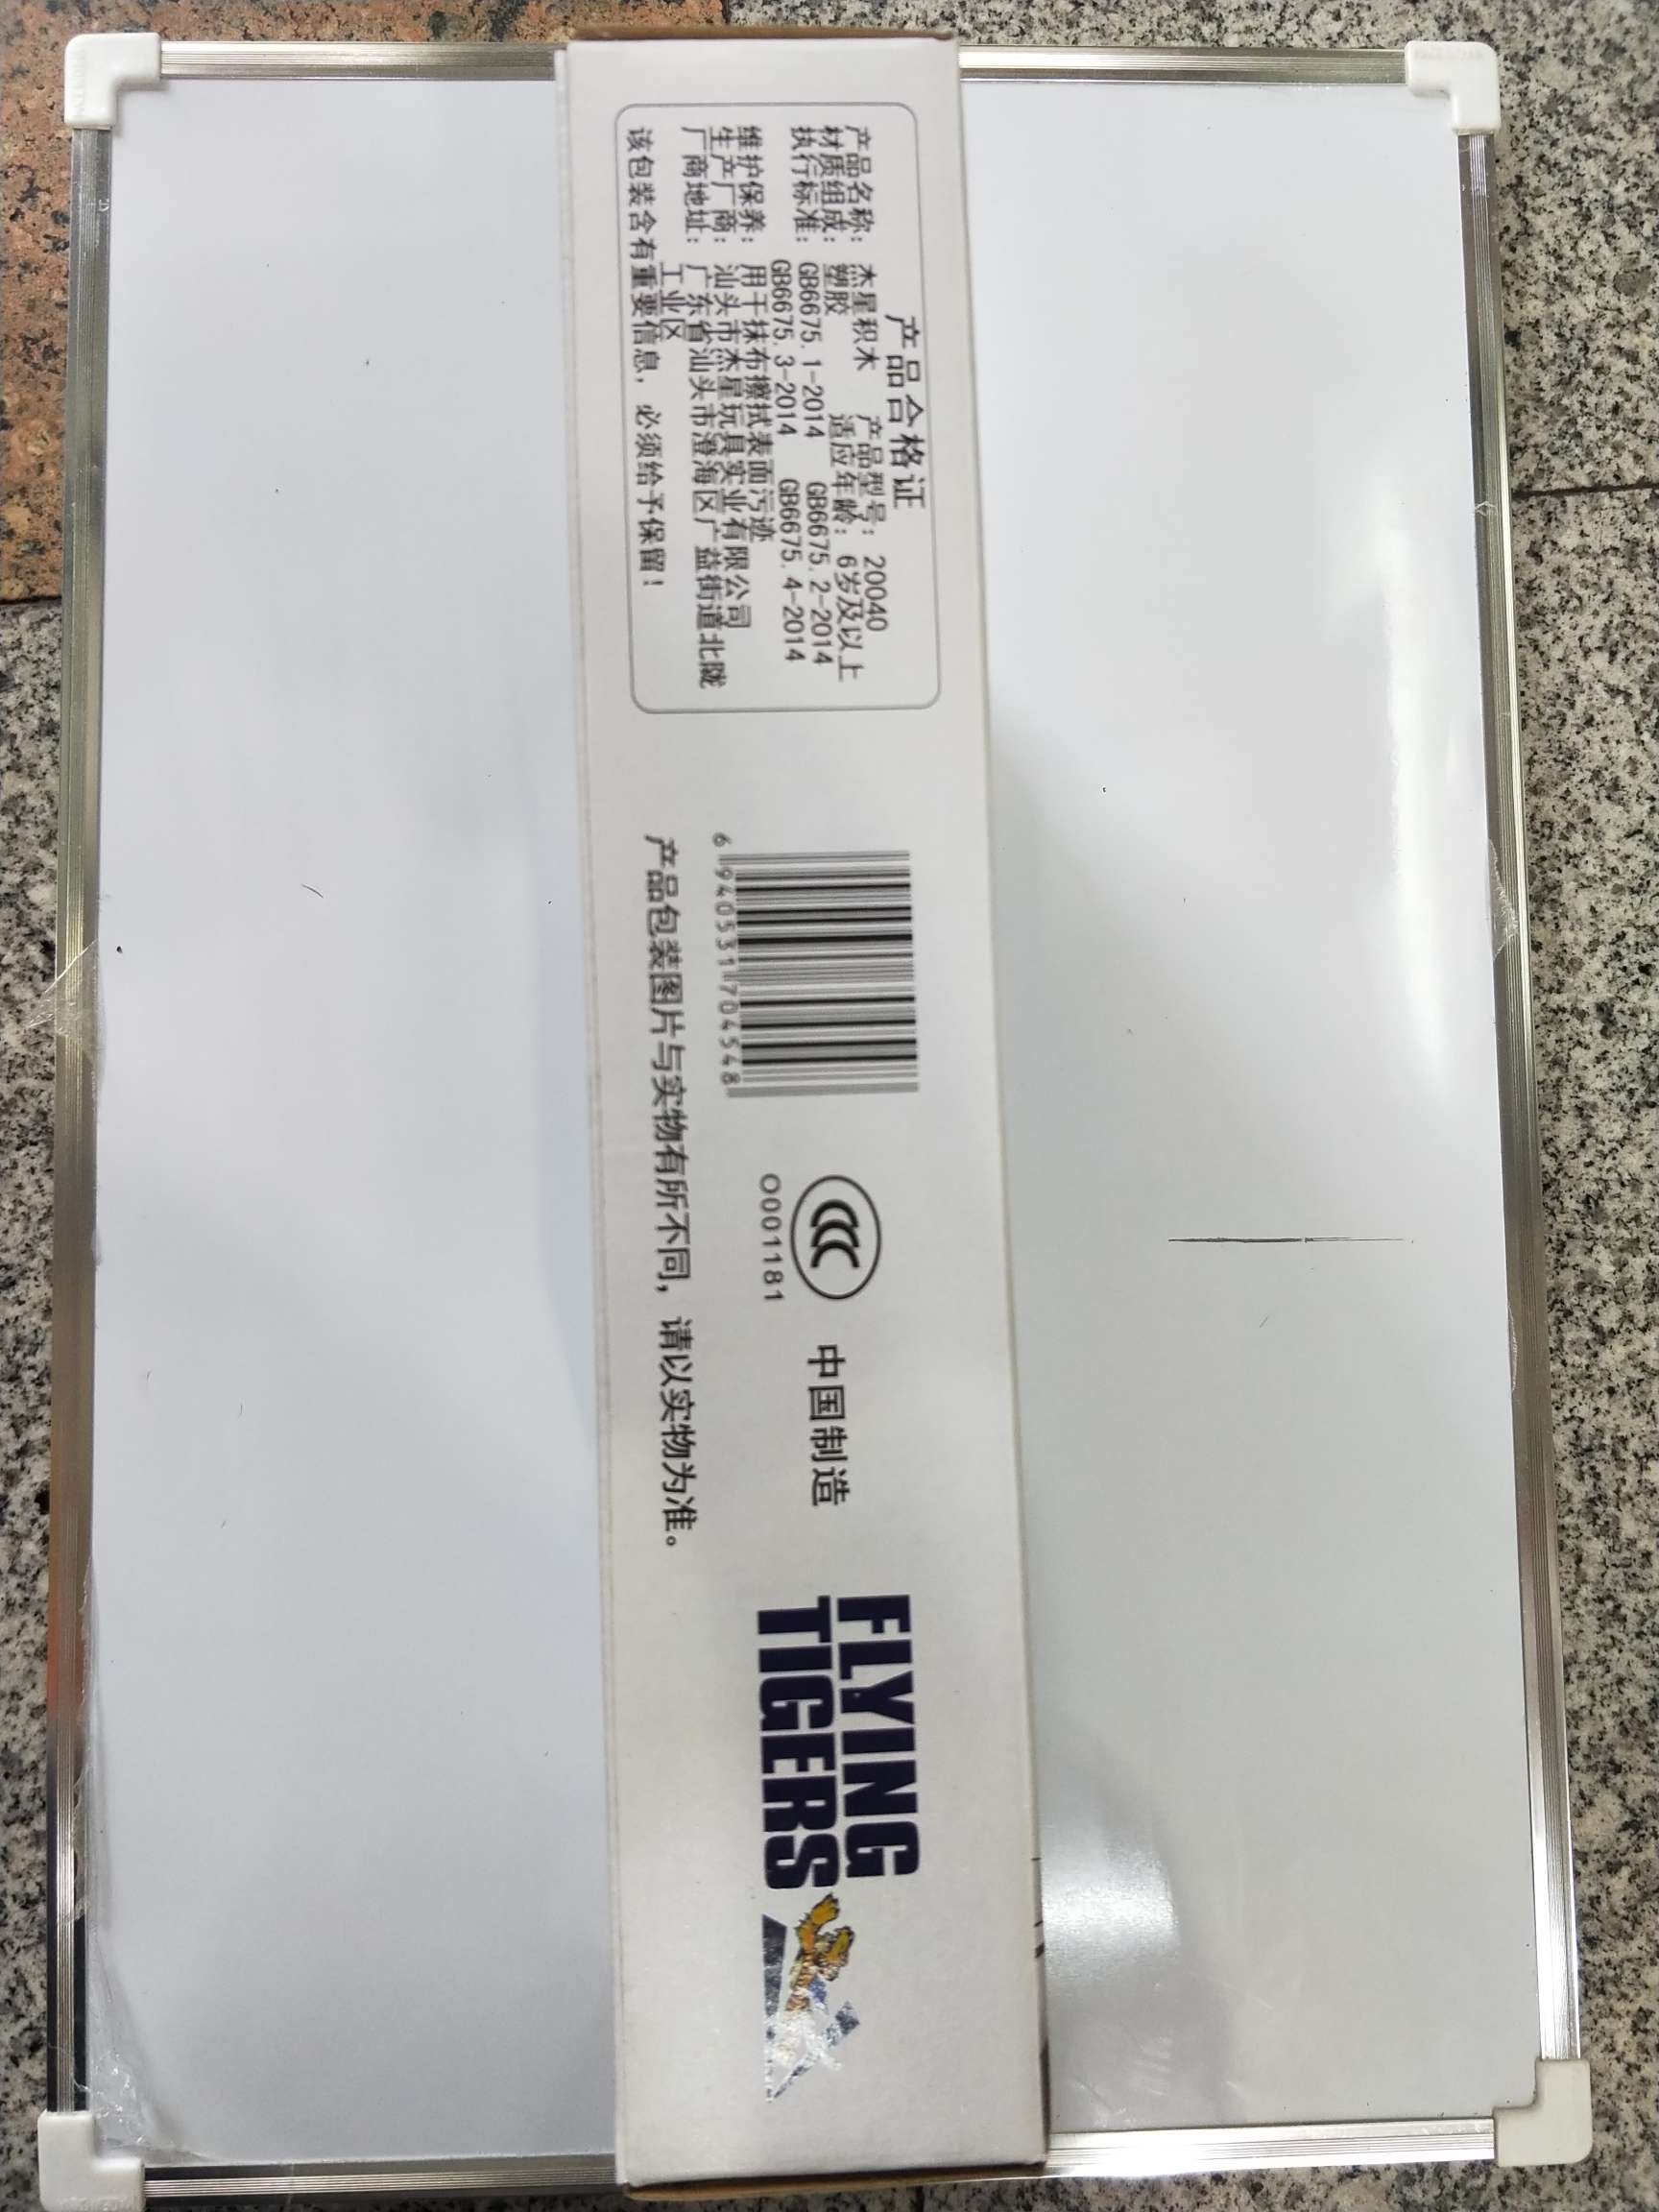 产品合格证
产品名称： 杰星积木 产品型号： 20040
材质组成： 塑胶 适应年龄： 6岁及以上
执行标准： GB6675.1-2014 GB6675.2-2014
GB6675.3-2014 GB6675.4-2014
维护保养： 用干抹布擦拭表面污迹
生产厂商： 汕头市杰星玩具实业有限公司
厂商地址： 广东省汕头市澄海区广益街道北陇
工业区
该包装含有重要信息，必须给予保留！
6 940531 704548
产品包装图片与实物有所不同，请以实物为准。
CCC
O001181
中国制造
FLYING
TIGERS